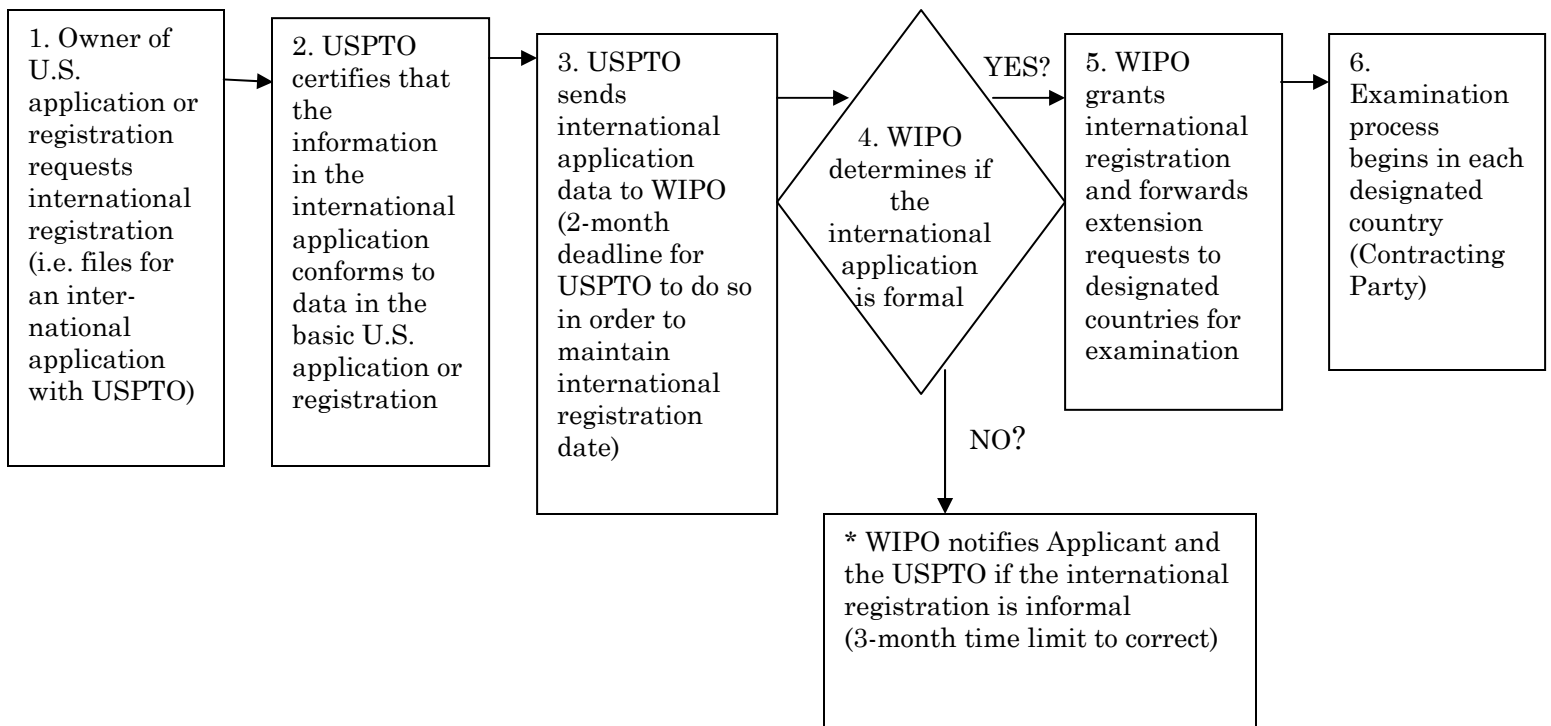 1. Owner of
U.S.
application or
registration
requests
international
registration
(i.e. files for
an inter-
national
application
with USPTO)
2. USPTO
certifies that
the
information
in the
international
application
conforms to
data in the
basic U.S.
application or
registration
3. USPTO
sends
international
application
data to WIPO
(2-month
deadline for
USPTO to do so
in order to
maintain
international
registration
date)
4. WIPO
determines if
the
international
application
is formal
YES?
5. WIPO
grants
international
registration
and forwards
extension
requests to
designated
countries for
examination
6.
Examination
process
begins in each
designated
country
(Contracting
Party)
NO?
* WIPO notifies Applicant and
the USPTO if the international
registration is informal
(3-month time limit to correct)